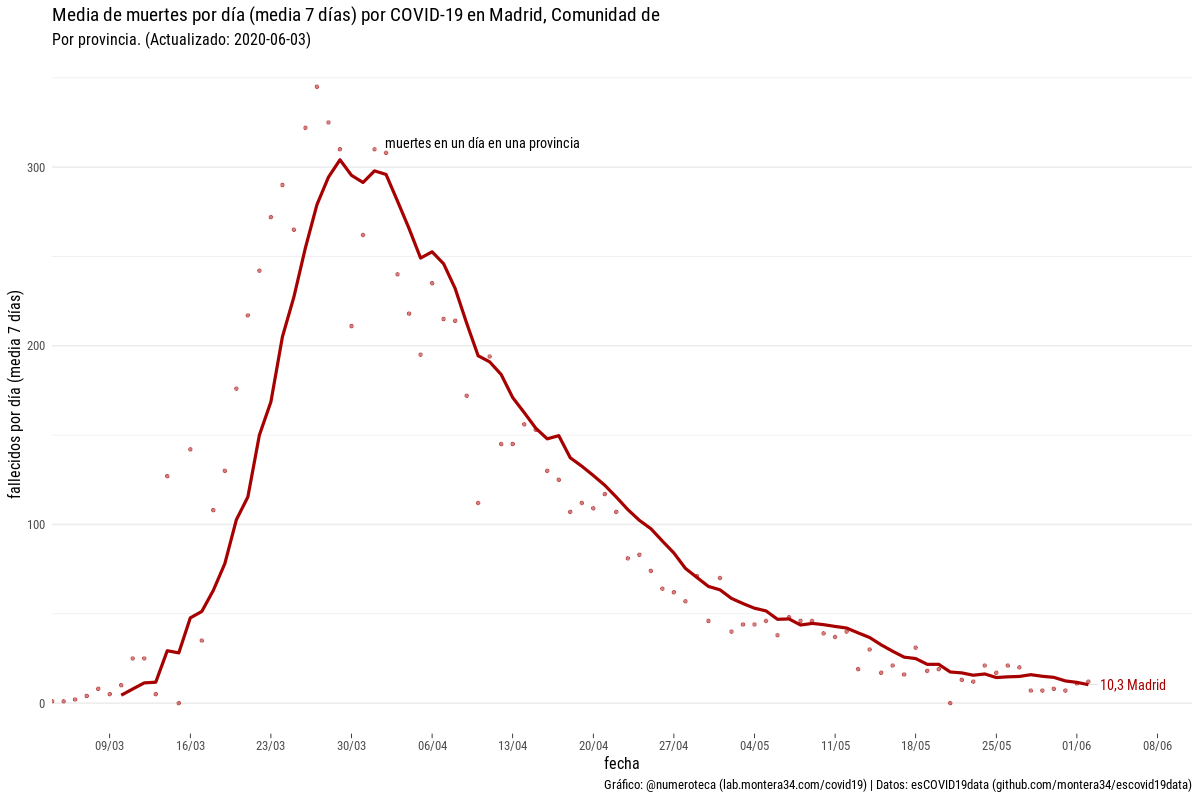 Media de muertes por día (media 7 días) por COVID-19 en Madrid, Comunidad de
Por provincia. (Actualizado: 2020-06-03)
muertes en un día en una provincia
300
200
100
0
fallecidos por día (media 7 días)
10,3 Madrid
09/03 16/03 23/03 30/03 06/04 13/04 20/04 27/04 04/05 11/05 18/05 25/05 01/06 08/06
fecha
Gráfico: @numeroteca (lab.montera34.com/covid19) | Datos: esCOVID19data (github.com/montera34/escovid19data)